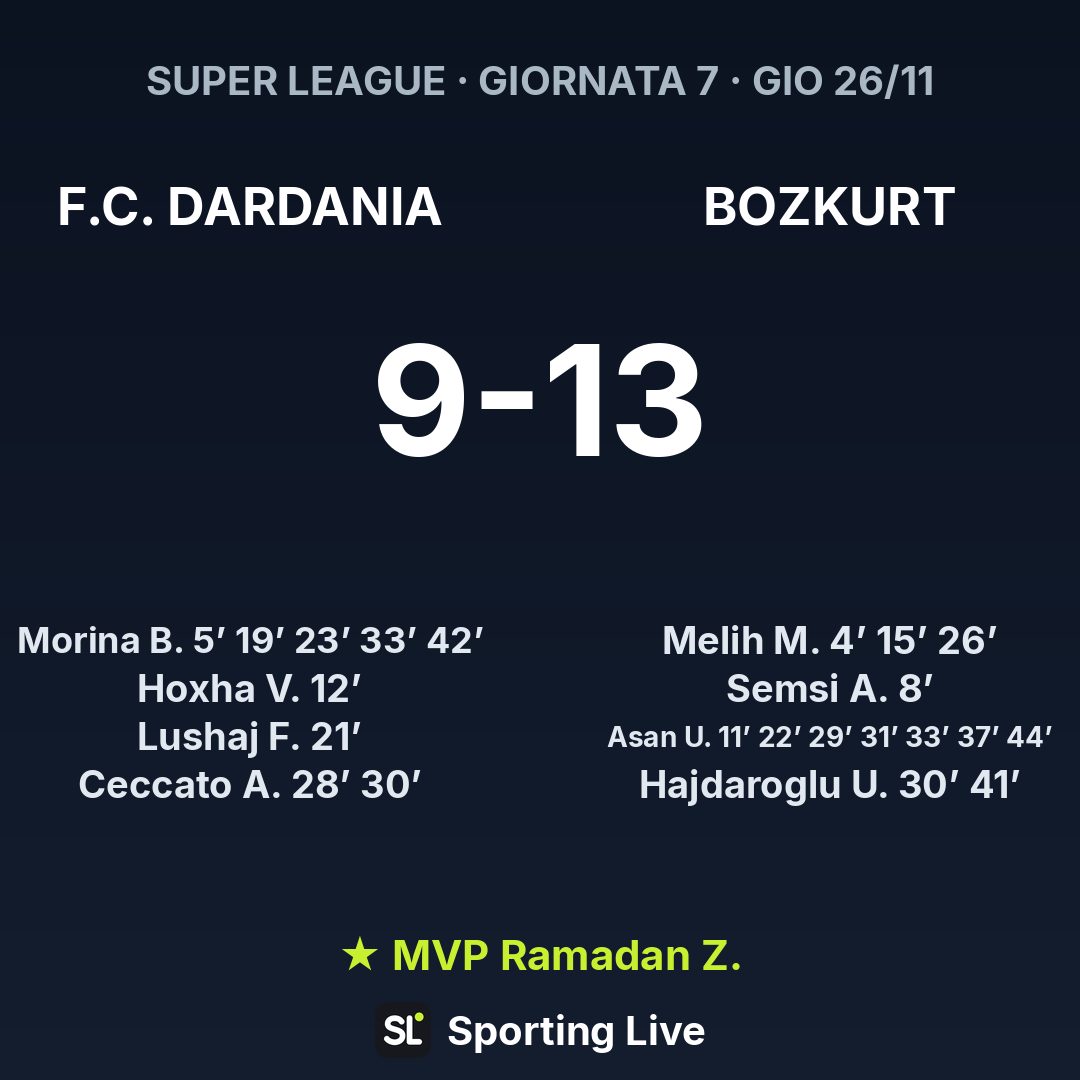 SUPER LEAGUE · GIORNATA 7 · GIO 26/11
F.C. DARDANIA
BOZKURT
9-13
Morina B. 5’ 19’ 23’ 33’ 42’
Hoxha V. 12’
Lushaj F. 21’
Ceccato A. 28’ 30’
Melih M. 4’ 15’ 26’
Semsi A. 8’
Asan U. 11’ 22’ 29’ 31’ 33’ 37’ 44’
Hajdaroglu U. 30’ 41’
★ MVP Ramadan Z.
SL Sporting Live